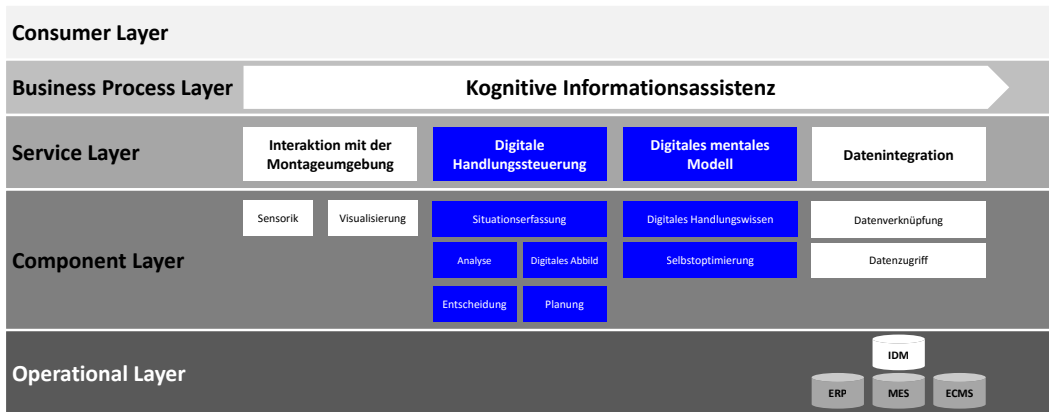 Consumer Layer
Business Process Layer
Kognitive Informationsassistenz
Service Layer
Interaktion mit der
Montageumgebung
Digitale
Handlungssteuerung
Digitales mentales
Modell
Datenintegration
Component Layer
Sensorik
Visualisierung
Situationserfassung
Digitales Handlungswissen
Datenverknüpfung
Analyse
Digitales Abbild
Selbstoptimierung
Datenzugriff
Entscheidung
Planung
Operational Layer
IDM
ERP
MES
ECMS